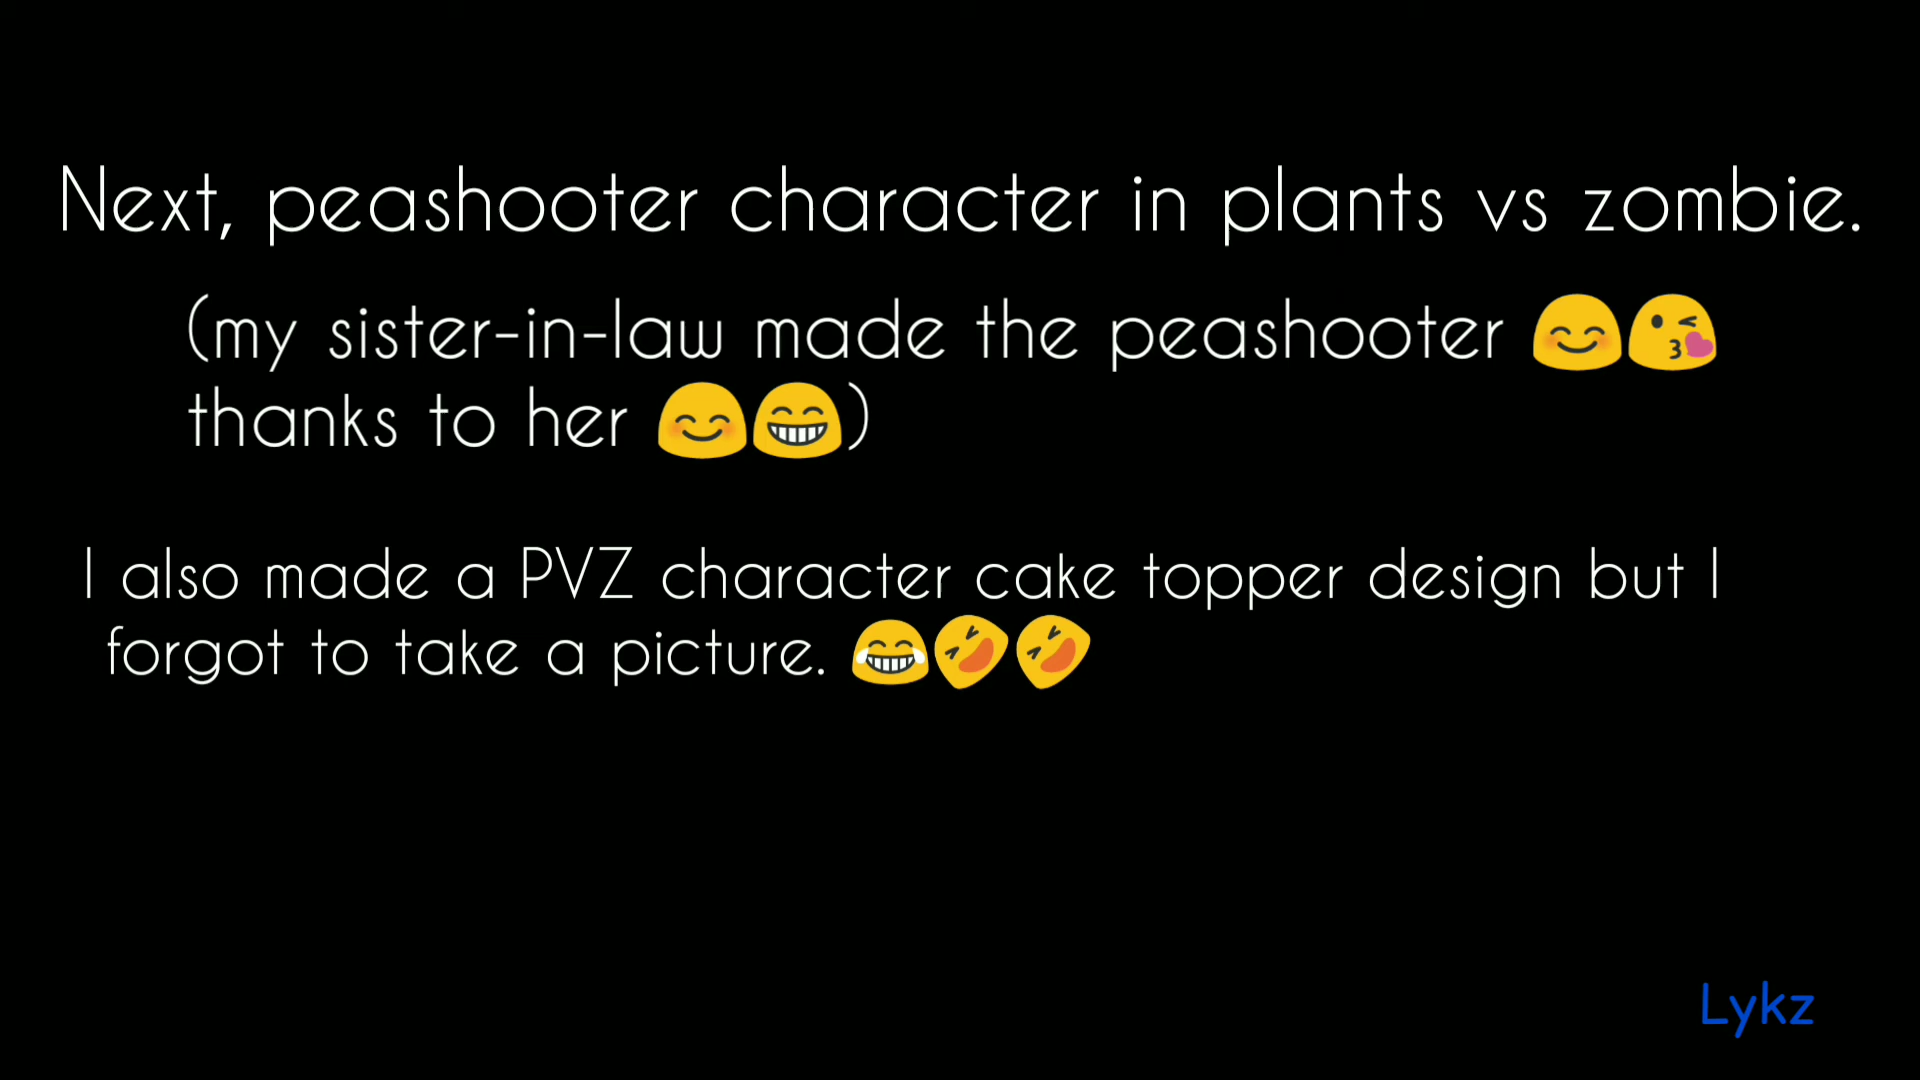 Next, peashooter character in plants vs zombie.
(my sister-in-law made the peashooter 😊😘
thanks to her 😊😁)
I also made a PVZ character cake topper design but I
forgot to take a picture. 😂🤣🤣
Lykz